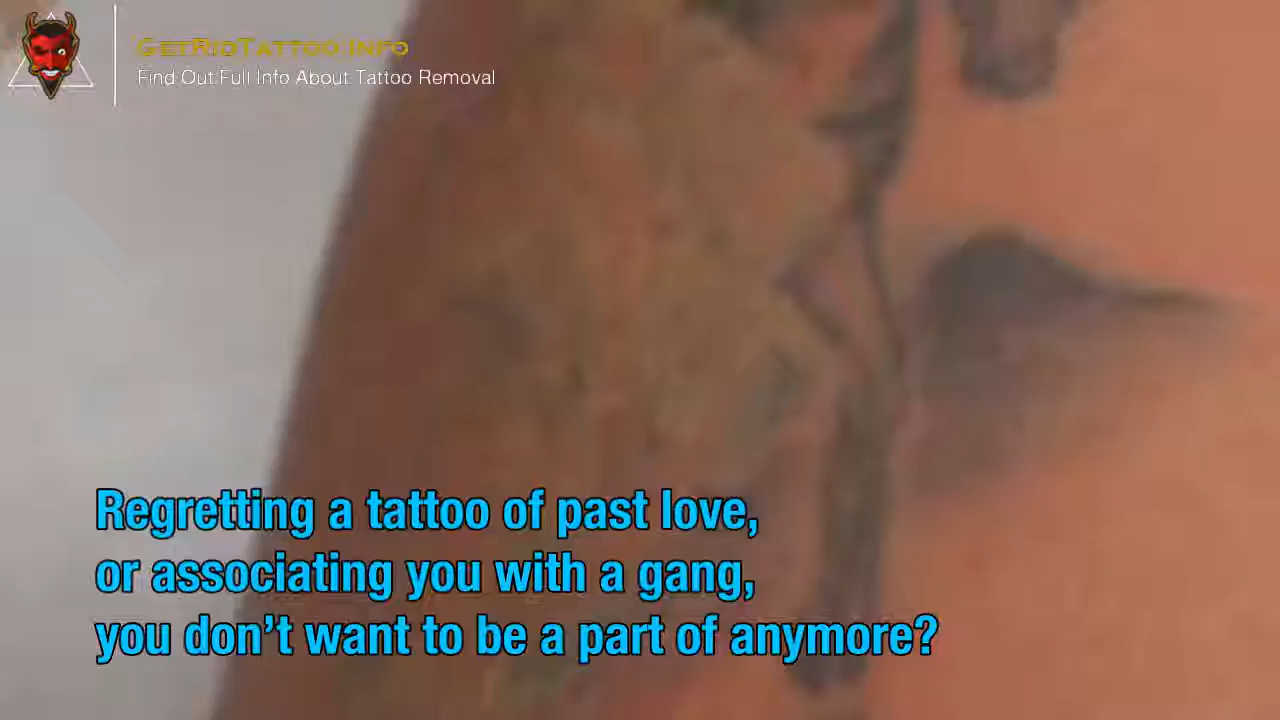 GetRidTattoo.Info
Find Out Full Info About Tattoo Removal
Regretting a tattoo of past love,
or associating you with a gang,
you don't want to be a part of anymore?